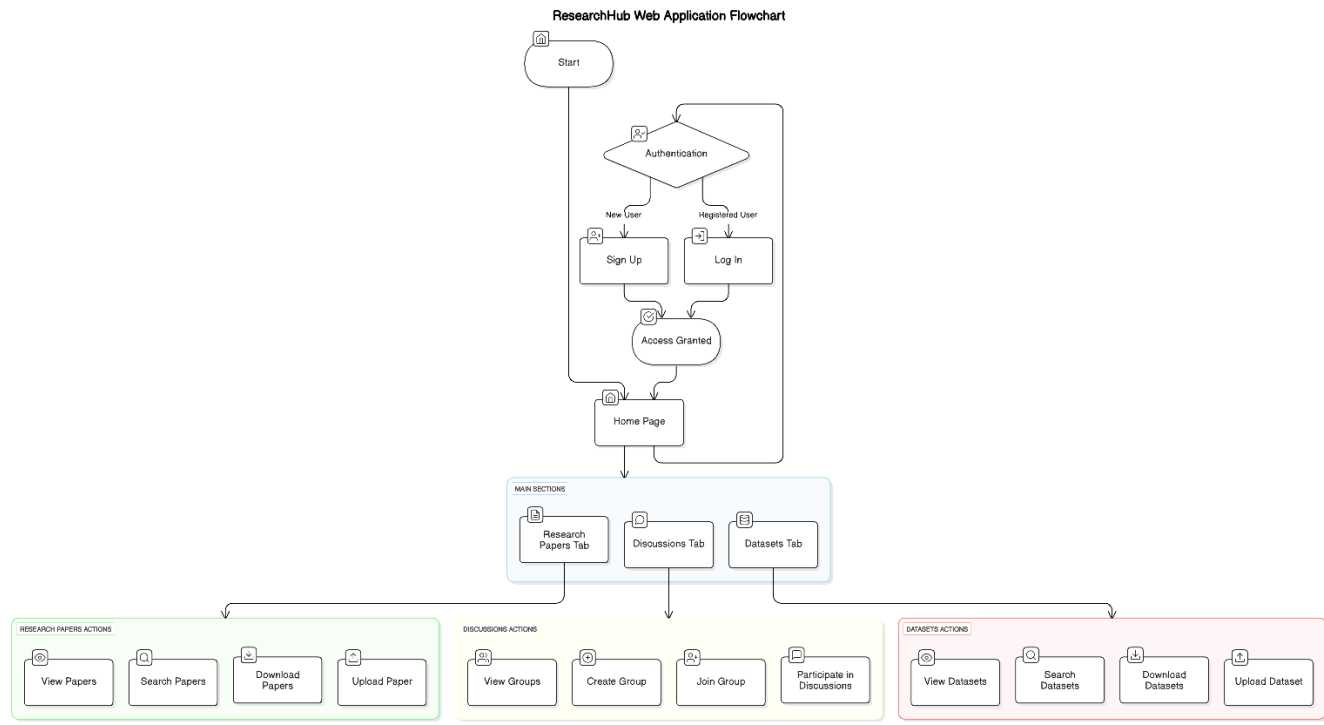 ResearchHub Web Application Flowchart
Start
Authentication
New User
Registered User
Sign Up
Log In
Access Granted
Home Page
MAIN SECTIONS
Research
Papers Tab
Discussions Tab
Datasets Tab
RESEARCH PAPERS ACTIONS
View Papers
Search Papers
Download
Papers
Upload Paper
DISCUSSIONS ACTIONS
View Groups
Create Group
Join Group
Participate in
Discussions
DATASETS ACTIONS
View Datasets
Search
Datasets
Download
Datasets
Upload Dataset